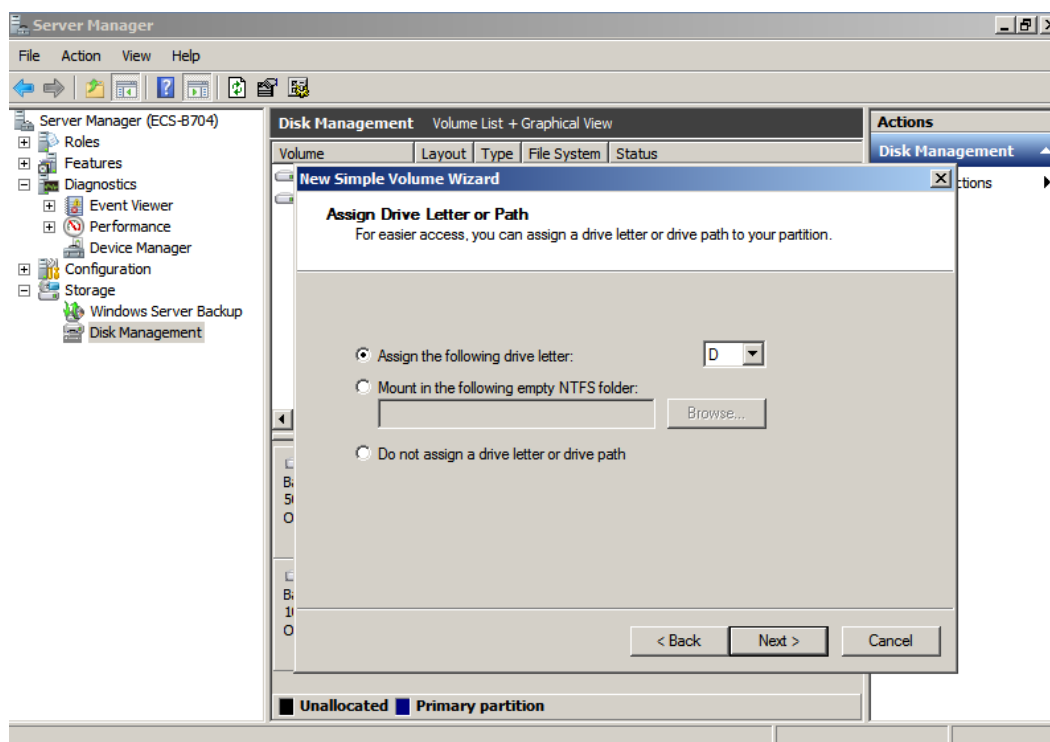 Server Manager
File Action View Help
Server Manager (ECS-B704)
Roles
Features
Diagnostics
Event Viewer
Performance
Device Manager
Configuration
Storage
Windows Server Backup
Disk Management
Disk Management Volume List + Graphical View
Volume Layout Type File System Status
Actions
Disk Management
ctions
New Simple Volume Wizard
Assign Drive Letter or Path
For easier access, you can assign a drive letter or drive path to your partition.
Assign the following drive letter: D
Mount in the following empty NTFS folder:
Browse...
Do not assign a drive letter or drive path
< Back Next > Cancel
Unallocated Primary partition